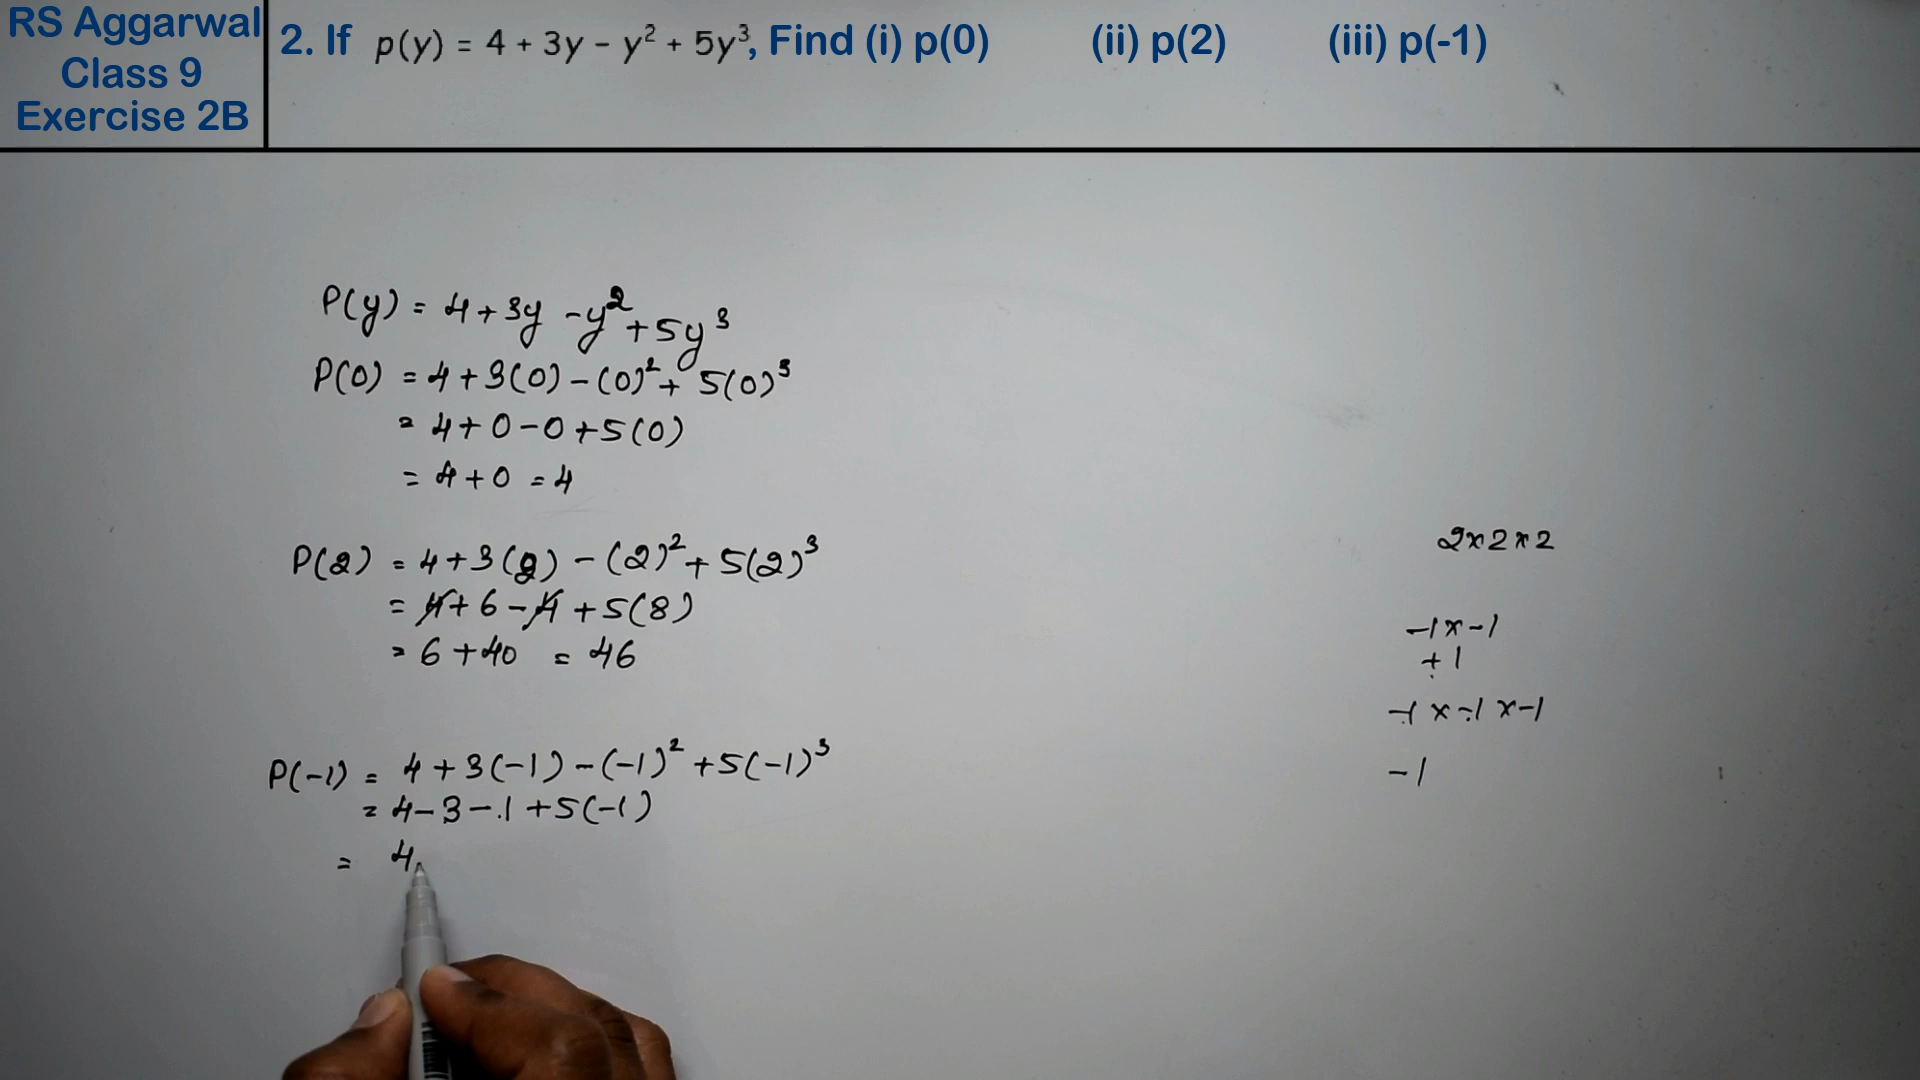 RS Aggarwal
Class 9
Exercise 2B
2. If p(y) = 4 + 3y − y² + 5y³, Find (i) p(0) (ii) p(2) (iii) p(-1)
P(y) = 4 + 3y - y² + 5y³
P(0) = 4 + 3(0) - (0)² + 5(0)³
= 4 + 0 - 0 + 5(0)
= 4 + 0 = 4
P(2) = 4 + 3(2) - (2)² + 5(2)³
= 4 + 6 - 4 + 5(8)
= 6 + 40 = 46
P(-1) = 4 + 3(-1) - (-1)² + 5(-1)³
= 4 - 3 - 1 + 5(-1)
= 4
2×2×2
-1×-1
+1
-1×-1×-1
-1